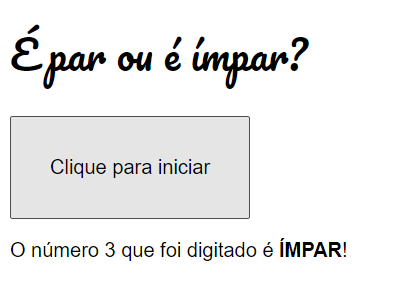 É par ou é ímpar?
Clique para iniciar
O número 3 que foi digitado é ÍMPAR!